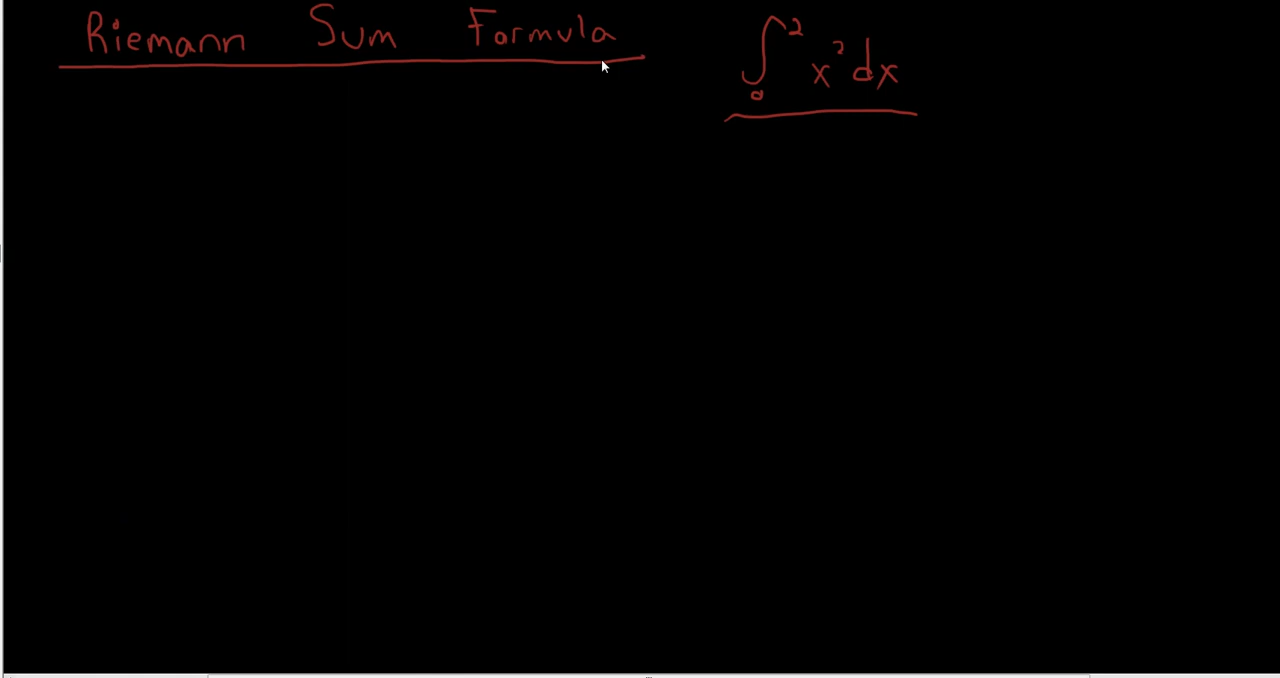 Riemann Sum Formula
∫₀² x² dx